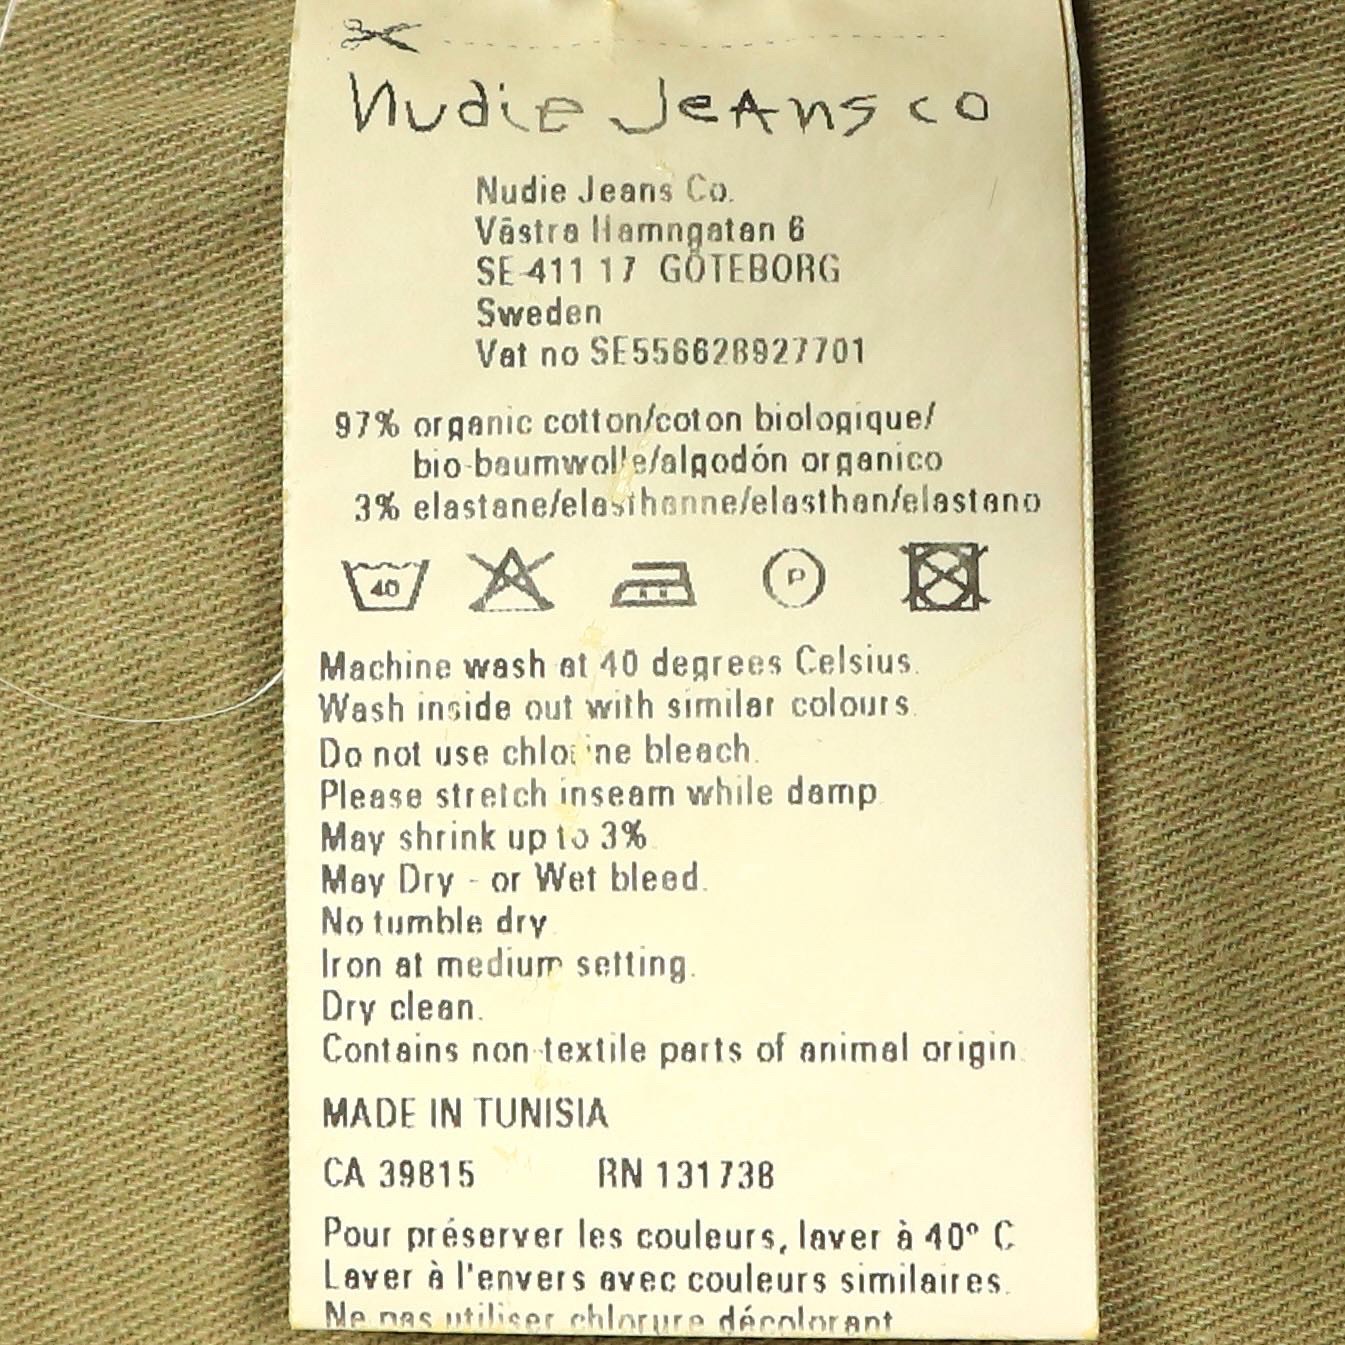 nudie Jeans co
Nudie Jeans Co.
Västra Hamngatan 6
SE-411 17 GÖTEBORG
Sweden
Vat no SE556628927701
97% organic cotton/coton biologique/
bio-baumwolle/algodón organico
3% elastane/elasthanne/elasthan/elastano
40
P
Machine wash at 40 degrees Celsius.
Wash inside out with similar colours.
Do not use chlorine bleach.
Please stretch inseam while damp
May shrink up to 3%.
May Dry - or Wet bleed.
No tumble dry
Iron at medium setting.
Dry clean.
Contains non-textile parts of animal origin.
MADE IN TUNISIA
CA 39815 RN 131738
Pour préserver les couleurs, laver à 40° C
Laver à l'envers avec couleurs similaires.
Ne pas utiliser chlorure décolorant